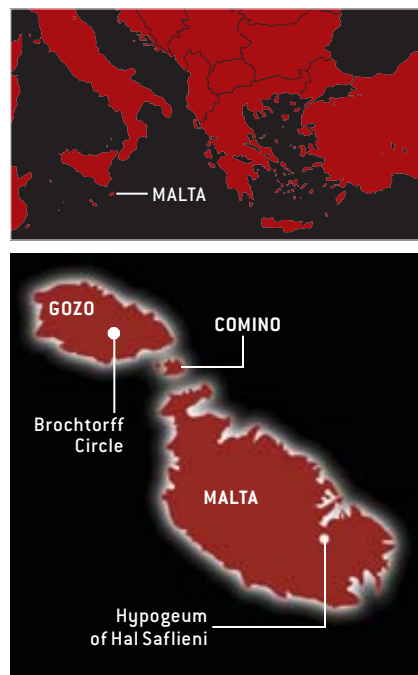 MALTA
GOZO
COMINO
Brochtorff
Circle
MALTA
Hypogeum
of Hal Saflieni